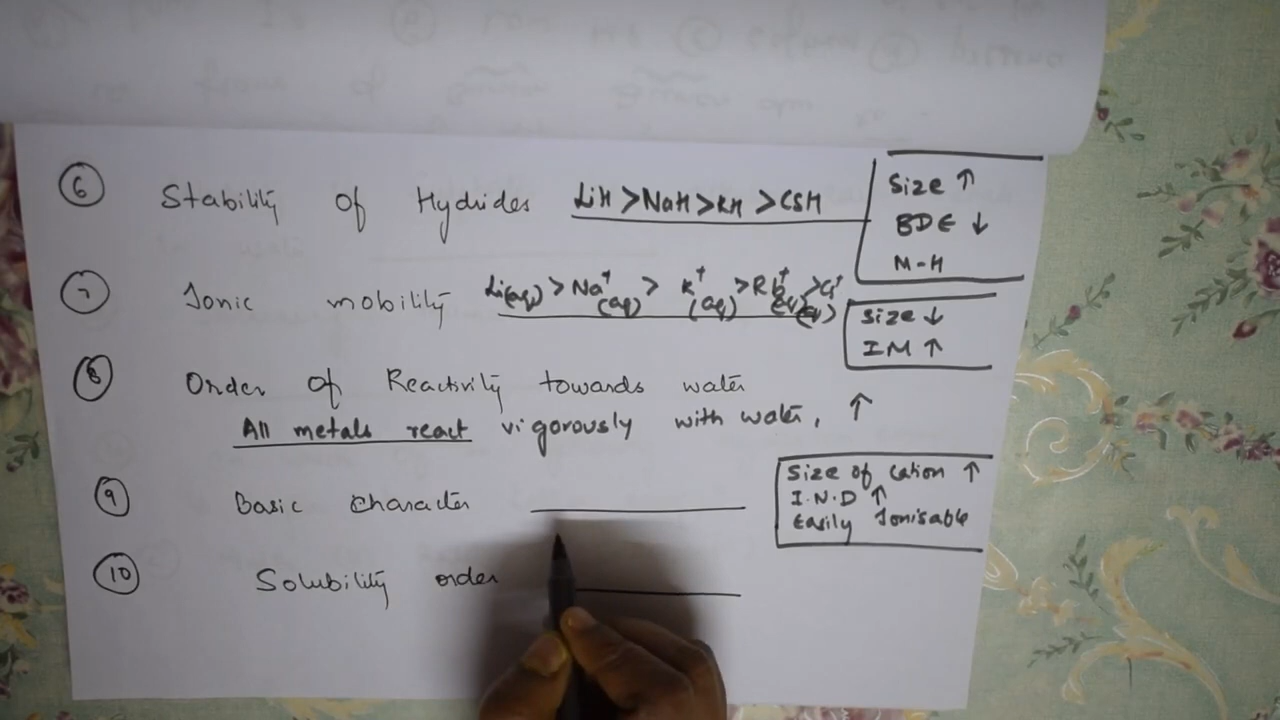 6 Stability of Hydrides LiH > NaH > KH > CSH
Size ↑
BDE ↓
M-H
7 Ionic mobility Li(aq) > Na⁺(aq) > K⁺(aq) > Rb⁺(aq) > Cs⁺(aq)
Size ↓
IM ↑
8 Order of Reactivity towards water
All metals react vigorously with water, ↑
9 Basic character
Size of Cation ↑
I.N.D ↑
Easily Ionisable
10 Solubility order